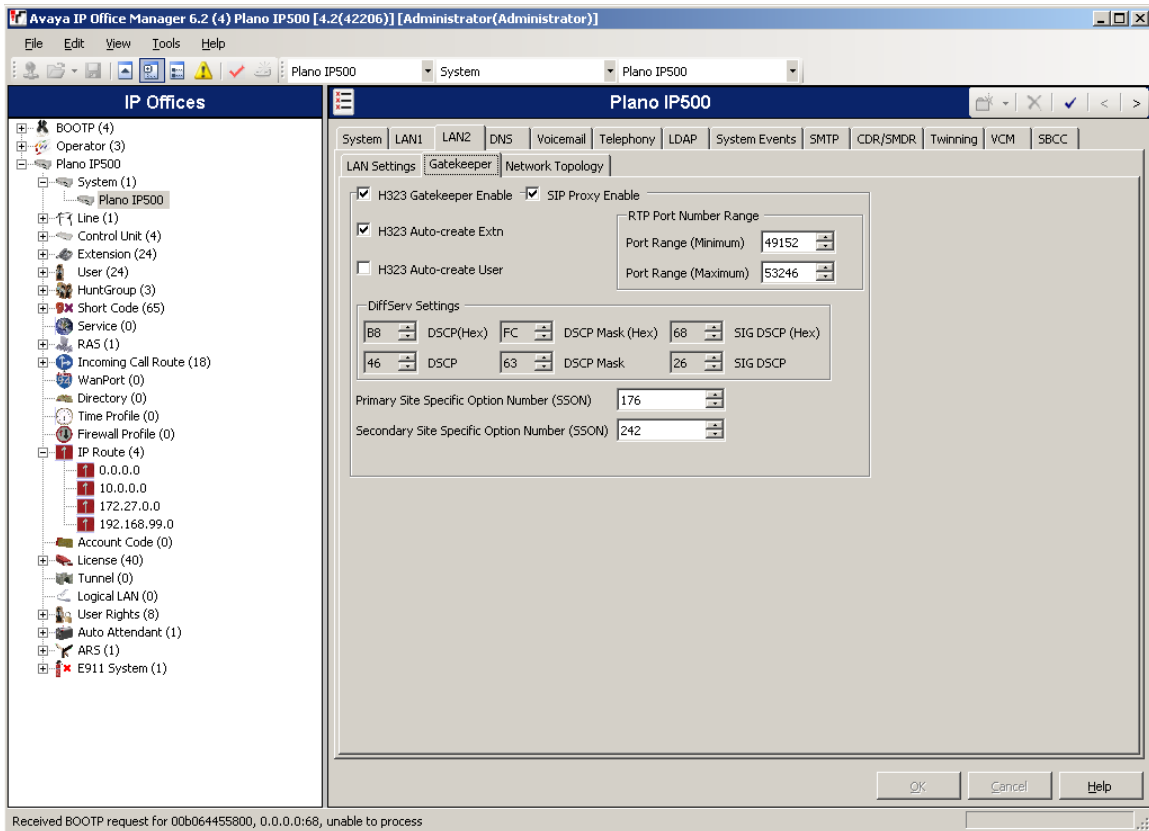 Avaya IP Office Manager 6.2 (4) Plano IP500 [4.2(42206)] [Administrator(Administrator)]
File Edit View Tools Help
Plano IP500 System Plano IP500
IP Offices
BOOTP (4)
Operator (3)
Plano IP500
System (1)
Plano IP500
Line (1)
Control Unit (4)
Extension (24)
User (24)
HuntGroup (3)
Short Code (65)
Service (0)
RAS (1)
Incoming Call Route (18)
WanPort (0)
Directory (0)
Time Profile (0)
Firewall Profile (0)
IP Route (4)
0.0.0.0
10.0.0.0
172.27.0.0
192.168.99.0
Account Code (0)
License (40)
Tunnel (0)
Logical LAN (0)
User Rights (8)
Auto Attendant (1)
ARS (1)
E911 System (1)
Plano IP500
System LAN1 LAN2 DNS Voicemail Telephony LDAP System Events SMTP CDR/SMDR Twinning VCM SBCC
LAN Settings Gatekeeper Network Topology
H323 Gatekeeper Enable SIP Proxy Enable
H323 Auto-create Extn
H323 Auto-create User
RTP Port Number Range
Port Range (Minimum) 49152
Port Range (Maximum) 53246
DiffServ Settings
B8 DSCP(Hex) FC DSCP Mask (Hex) 68 SIG DSCP (Hex)
46 DSCP 63 DSCP Mask 26 SIG DSCP
Primary Site Specific Option Number (SSON) 176
Secondary Site Specific Option Number (SSON) 242
OK Cancel Help
Received BOOTP request for 00b064455800, 0.0.0.0:68, unable to process